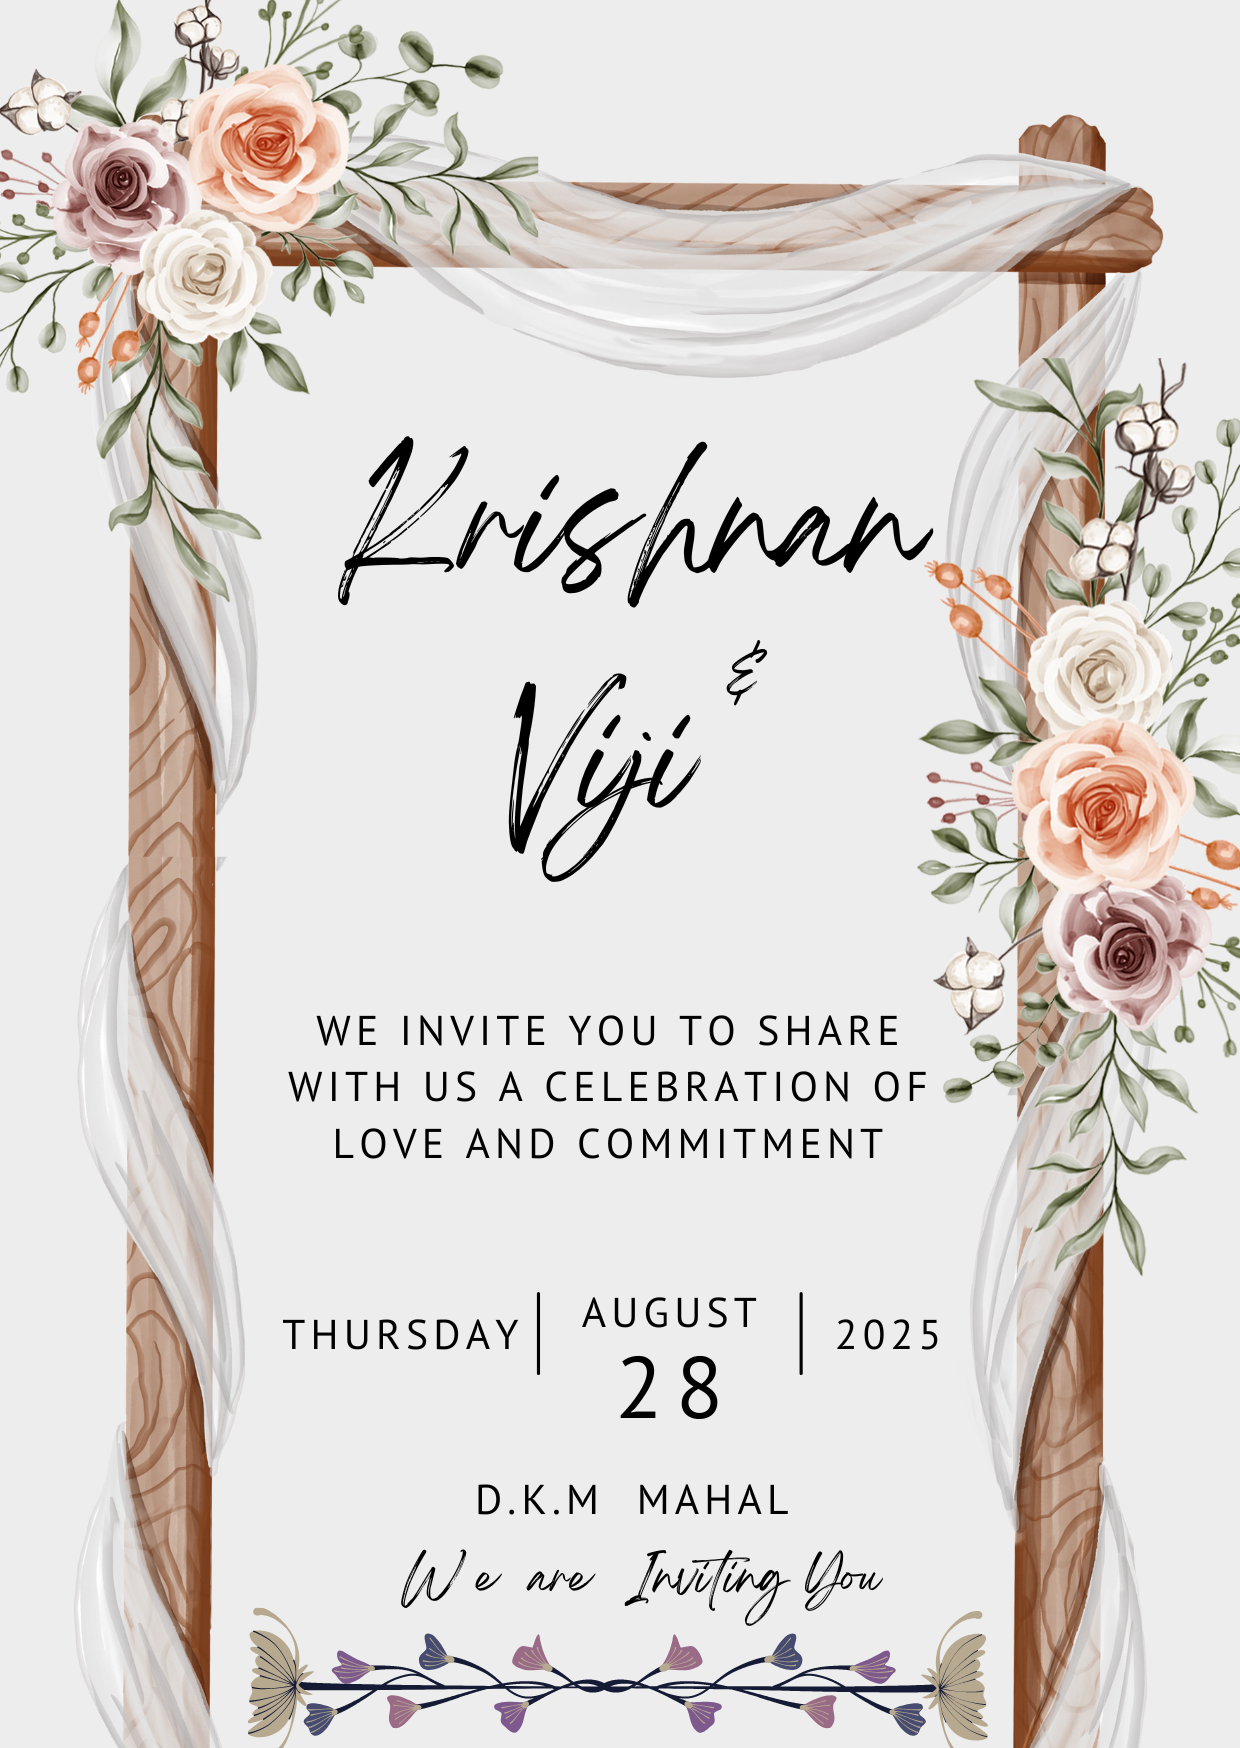 Krishnan
&
Viji
WE INVITE YOU TO SHARE
WITH US A CELEBRATION OF
LOVE AND COMMITMENT
THURSDAY
AUGUST
28
2025
D.K.M MAHAL
We are Inviting You